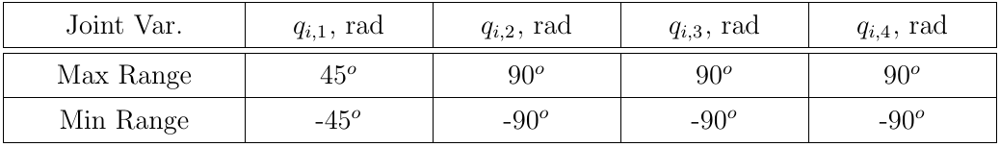 Joint Var. q_{i,1}, rad q_{i,2}, rad q_{i,3}, rad q_{i,4}, rad
Max Range 45^o 90^o 90^o 90^o
Min Range -45^o -90^o -90^o -90^o